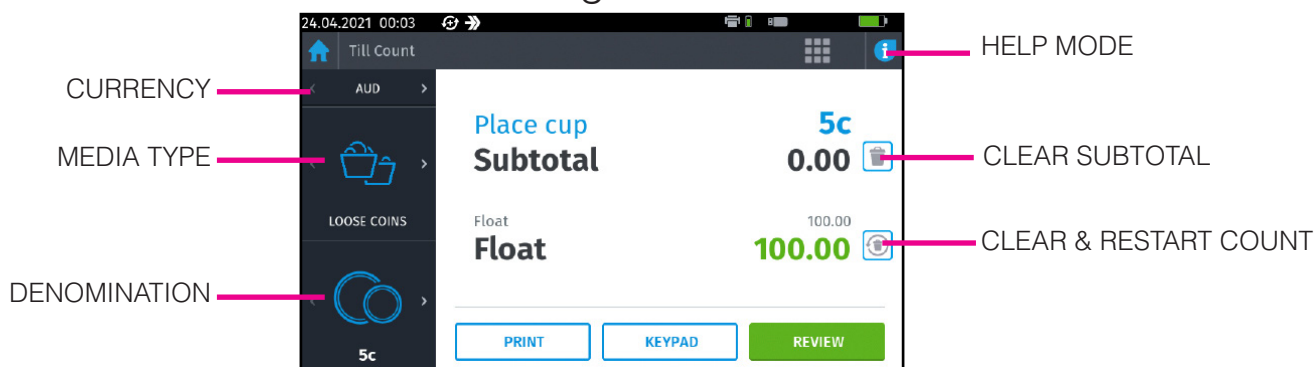 24.04.2021 00:03
Till Count
HELP MODE
CURRENCY
AUD
Place cup 5c
MEDIA TYPE
Subtotal 0.00
CLEAR SUBTOTAL
LOOSE COINS
Float 100.00
Float 100.00
CLEAR & RESTART COUNT
DENOMINATION
PRINT KEYPAD REVIEW
5c